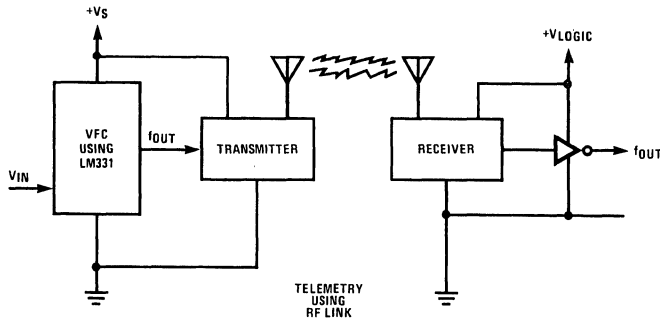 +VS
+VLOGIC
VFC
USING
LM331
fOUT
TRANSMITTER
RECEIVER
fOUT
VIN
TELEMETRY
USING
RF LINK